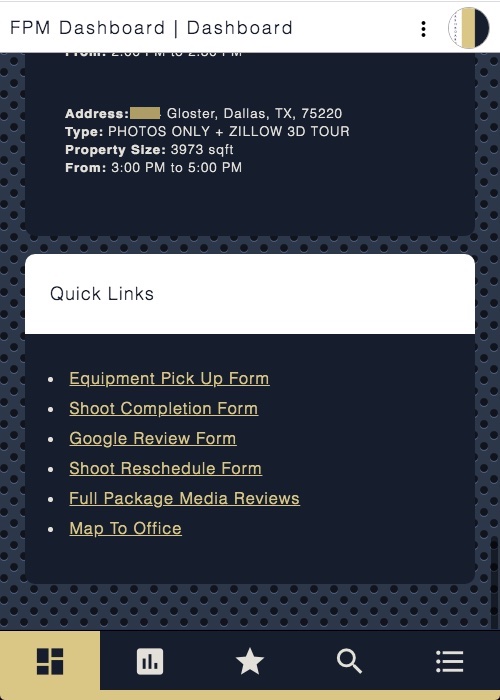 FPM Dashboard | Dashboard
From: 2:00 PM to 2:30 PM
Address: Gloster, Dallas, TX, 75220
Type: PHOTOS ONLY + ZILLOW 3D TOUR
Property Size: 3973 sqft
From: 3:00 PM to 5:00 PM
Quick Links
Equipment Pick Up Form
Shoot Completion Form
Google Review Form
Shoot Reschedule Form
Full Package Media Reviews
Map To Office